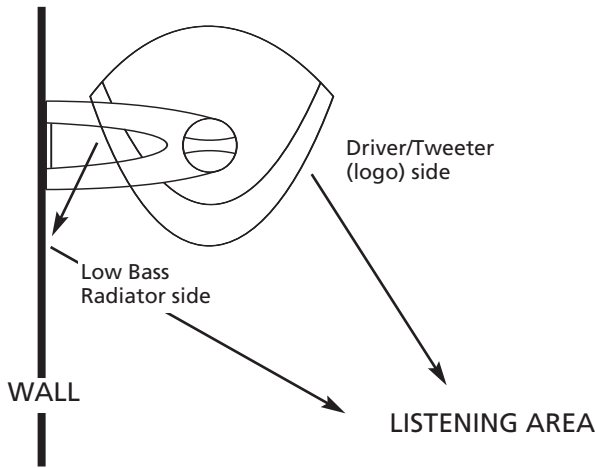 Driver/Tweeter
(logo) side
Low Bass
Radiator side
WALL
LISTENING AREA